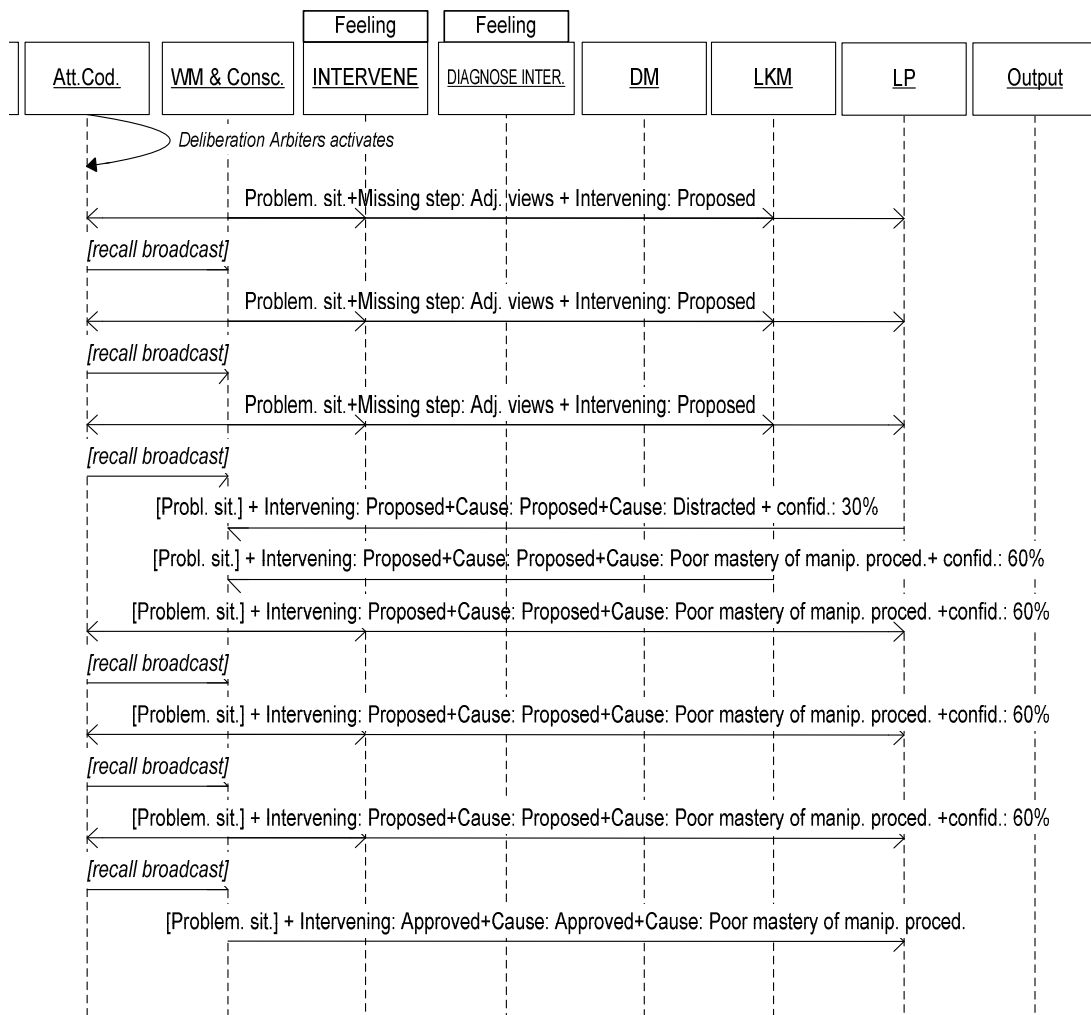 Feeling
Feeling
Att.Cod.
WM & Consc.
INTERVENE
DIAGNOSE INTER.
DM
LKM
LP
Output
Deliberation Arbiters activates
Problem. sit.+Missing step: Adj. views + Intervening: Proposed
[recall broadcast]
Problem. sit.+Missing step: Adj. views + Intervening: Proposed
[recall broadcast]
Problem. sit.+Missing step: Adj. views + Intervening: Proposed
[recall broadcast]
[Probl. sit.] + Intervening: Proposed+Cause: Proposed+Cause: Distracted + confid.: 30%
[Probl. sit.] + Intervening: Proposed+Cause: Proposed+Cause: Poor mastery of manip. proced.+ confid.: 60%
[Problem. sit.] + Intervening: Proposed+Cause: Proposed+Cause: Poor mastery of manip. proced. +confid.: 60%
[recall broadcast]
[Problem. sit.] + Intervening: Proposed+Cause: Proposed+Cause: Poor mastery of manip. proced. +confid.: 60%
[recall broadcast]
[Problem. sit.] + Intervening: Proposed+Cause: Proposed+Cause: Poor mastery of manip. proced. +confid.: 60%
[recall broadcast]
[Problem. sit.] + Intervening: Approved+Cause: Approved+Cause: Poor mastery of manip. proced.